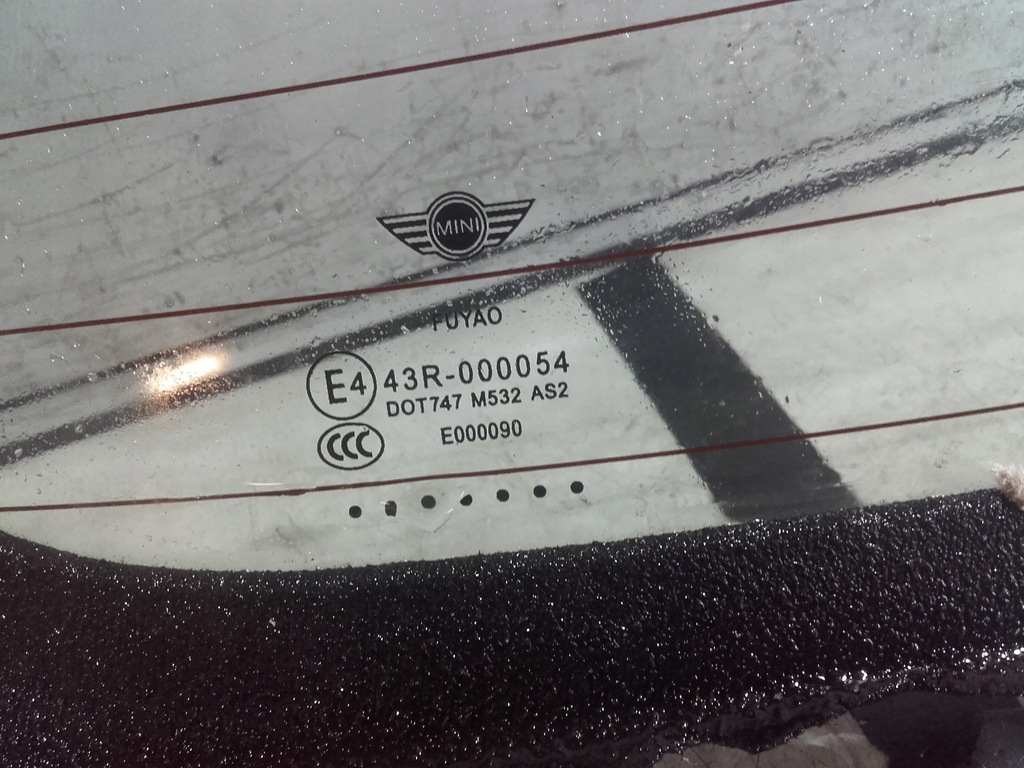 MINI
FUYAO
E4 43R-000054
DOT747 M532 AS2
CCC E000090